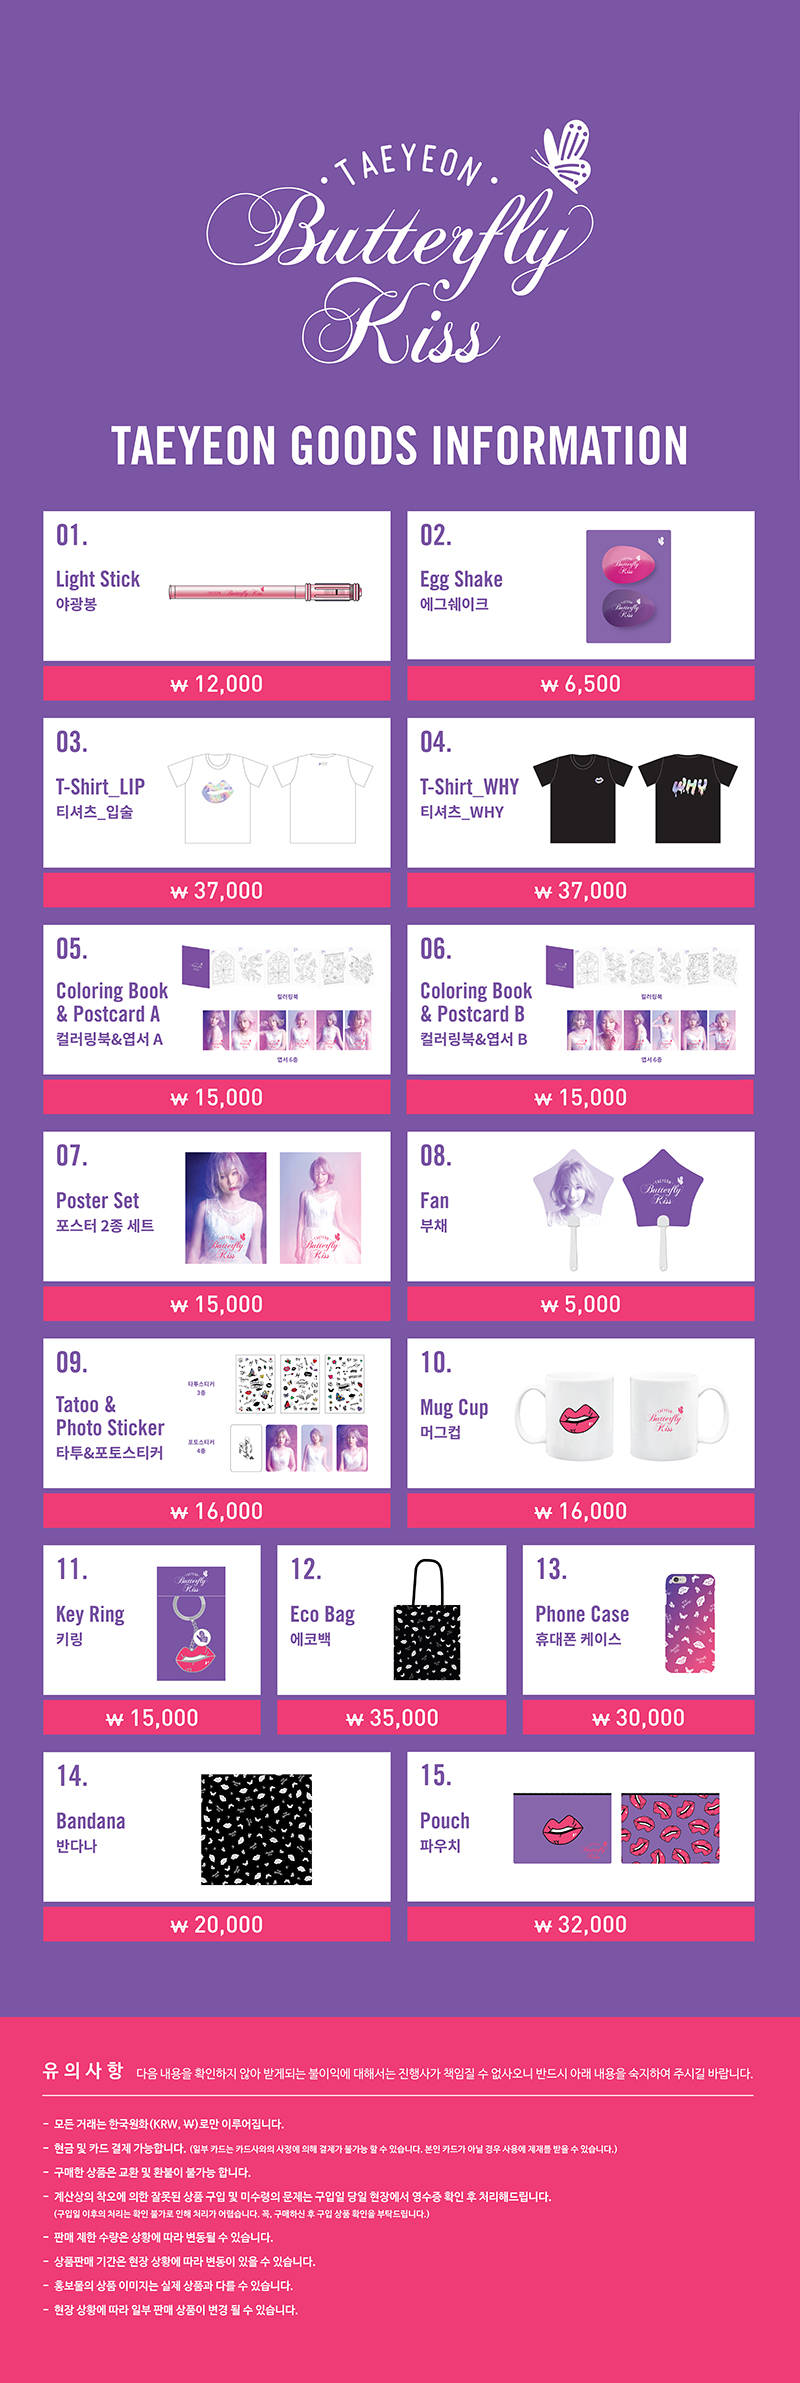 TAEYEON
Butterfly
Kiss
TAEYEON GOODS INFORMATION
01.
Light Stick
야광봉
₩ 12,000
02.
Egg Shake
에그쉐이크
₩ 6,500
03.
T-Shirt_LIP
티셔츠_입술
₩ 37,000
04.
T-Shirt_WHY
티셔츠_WHY
WHY
₩ 37,000
05.
Coloring Book
& Postcard A
컬러링북&엽서 A
컬러링북
엽서 6종
₩ 15,000
06.
Coloring Book
& Postcard B
컬러링북&엽서 B
컬러링북
엽서 6종
₩ 15,000
07.
Poster Set
포스터 2종 세트
Butterfly
Kiss
Butterfly
Kiss
₩ 15,000
08.
Fan
부채
TAEYEON
Butterfly
Kiss
₩ 5,000
09.
Tatoo &
Photo Sticker
타투&포토스티커
타투스티커
3종
포토스티커
4종
₩ 16,000
10.
Mug Cup
머그컵
TAEYEON
Butterfly
Kiss
₩ 16,000
11.
Key Ring
키링
TAEYEON
Butterfly
Kiss
₩ 15,000
12.
Eco Bag
에코백
₩ 35,000
13.
Phone Case
휴대폰 케이스
₩ 30,000
14.
Bandana
반다나
₩ 20,000
15.
Pouch
파우치
₩ 32,000
유의사항 다음 내용을 확인하지 않아 받게되는 불이익에 대해서는 진행사가 책임질 수 없사오니 반드시 아래 내용을 숙지하여 주시길 바랍니다.
- 모든 거래는 한국원화(KRW, ₩)로만 이루어집니다.
- 현금 및 카드 결제 가능합니다. (일부 카드는 카드사와의 사정에 의해 결제가 불가능 할 수 있습니다. 본인 카드가 아닐 경우 사용에 제재를 받을 수 있습니다.)
- 구매한 상품은 교환 및 환불이 불가능 합니다.
- 계산상의 착오에 의한 잘못된 상품 구입 및 미수령의 문제는 구입일 당일 현장에서 영수증 확인 후 처리해드립니다.
(구입일 이후의 처리는 확인 불가로 인해 처리가 어렵습니다. 꼭, 구매하신 후 구입 상품 확인을 부탁드립니다.)
- 판매 제한 수량은 상황에 따라 변동될 수 있습니다.
- 상품판매 기간은 현장 상황에 따라 변동이 있을 수 있습니다.
- 홍보물의 상품 이미지는 실제 상품과 다를 수 있습니다.
- 현장 상황에 따라 일부 판매 상품이 변경 될 수 있습니다.